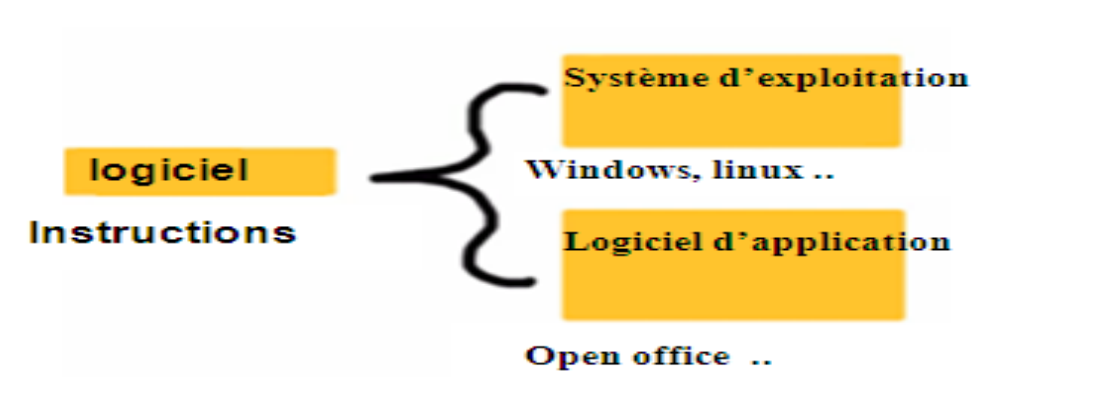 logiciel
Instructions
Système d’exploitation
Windows, linux ..
Logiciel d’application
Open office ..